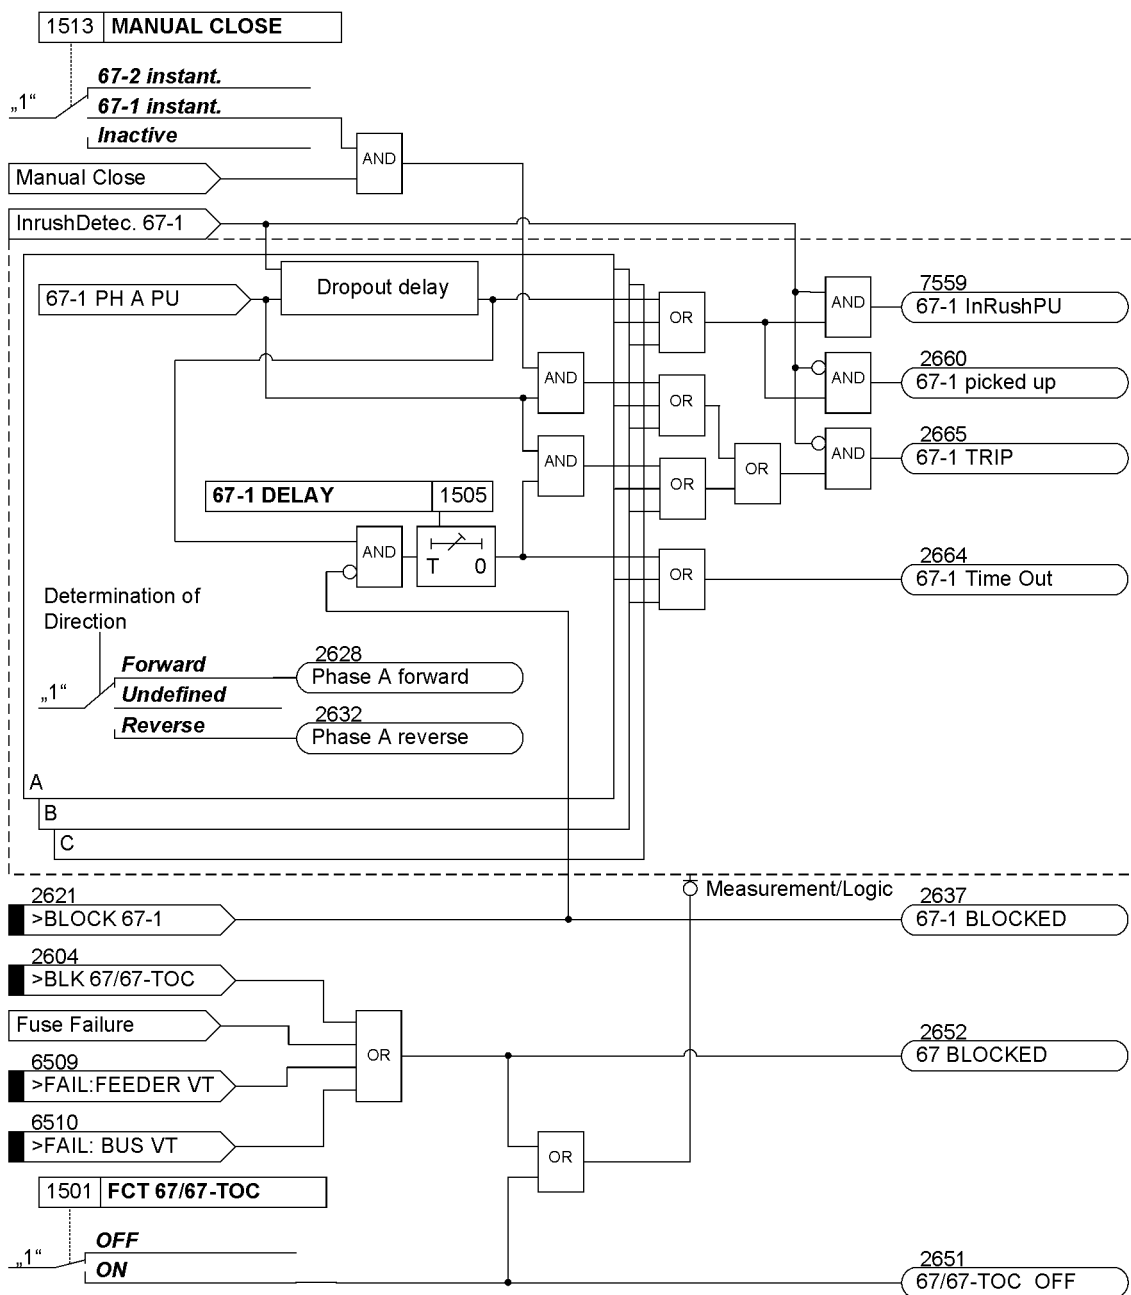 1513 MANUAL CLOSE
67-2 instant.
„1“
67-1 instant.
Inactive
AND
Manual Close
InrushDetec. 67-1
67-1 PH A PU
Dropout delay
OR
AND
7559
67-1 InRushPU
AND
OR
AND
2660
67-1 picked up
AND
OR
OR
AND
2665
67-1 TRIP
67-1 DELAY 1505
AND
T 0
OR
2664
67-1 Time Out
Determination of
Direction
„1“
Forward
Undefined
Reverse
2628
Phase A forward
2632
Phase A reverse
A
B
C
Measurement/Logic
2621
>BLOCK 67-1
2637
67-1 BLOCKED
2604
>BLK 67/67-TOC
Fuse Failure
OR
2652
67 BLOCKED
6509
>FAIL:FEEDER VT
6510
>FAIL: BUS VT
OR
1501 FCT 67/67-TOC
„1“
OFF
ON
2651
67/67-TOC OFF